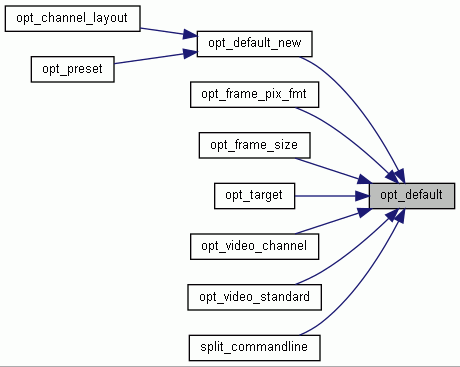 opt_channel_layout
opt_default_new
opt_preset
opt_frame_pix_fmt
opt_frame_size
opt_target
opt_default
opt_video_channel
opt_video_standard
split_commandline